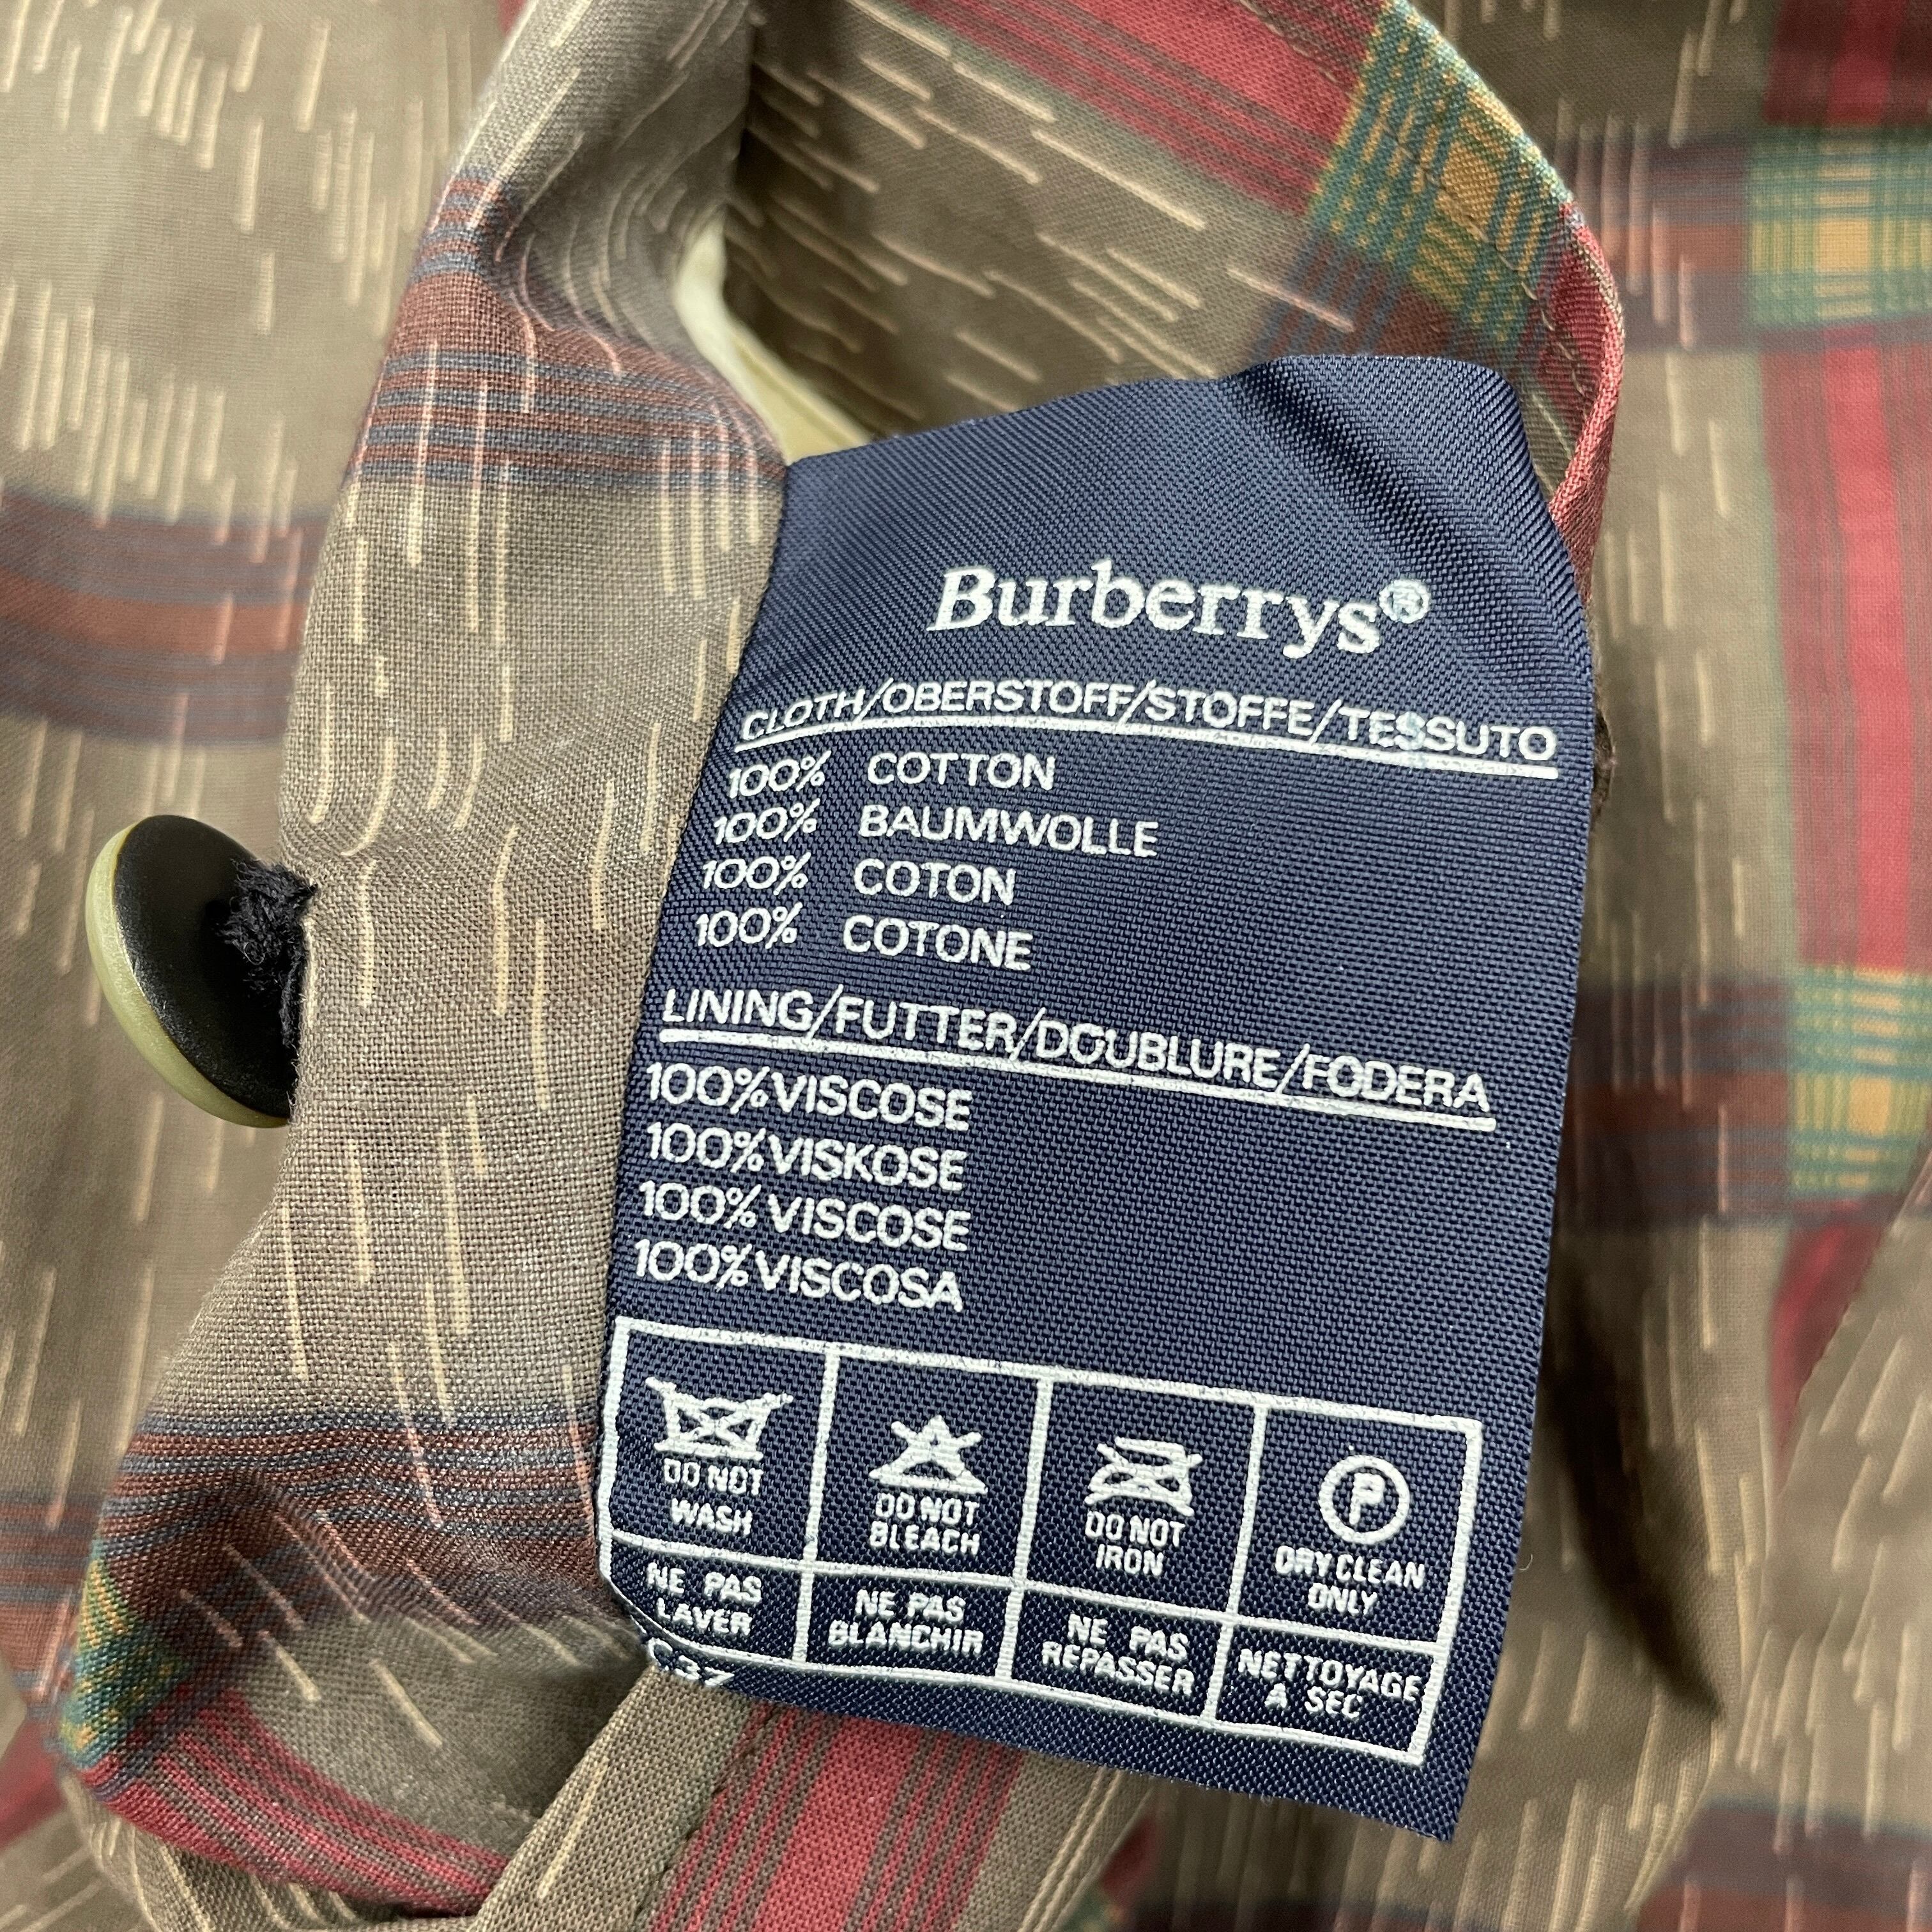 Burberrys®
CLOTH/OBERSTOFF/STOFFE/TESSUTO
100% COTTON
100% BAUMWOLLE
100% COTON
100% COTONE
LINING/FUTTER/DOUBLURE/FODERA
100% VISCOSE
100% VISKOSE
100% VISCOSE
100% VISCOSA
DO NOT WASH
DO NOT BLEACH
DO NOT IRON
P
DRY CLEAN ONLY
NE PAS LAVER
NE PAS BLANCHIR
NE PAS REPASSER
NETTOYAGE A SEC